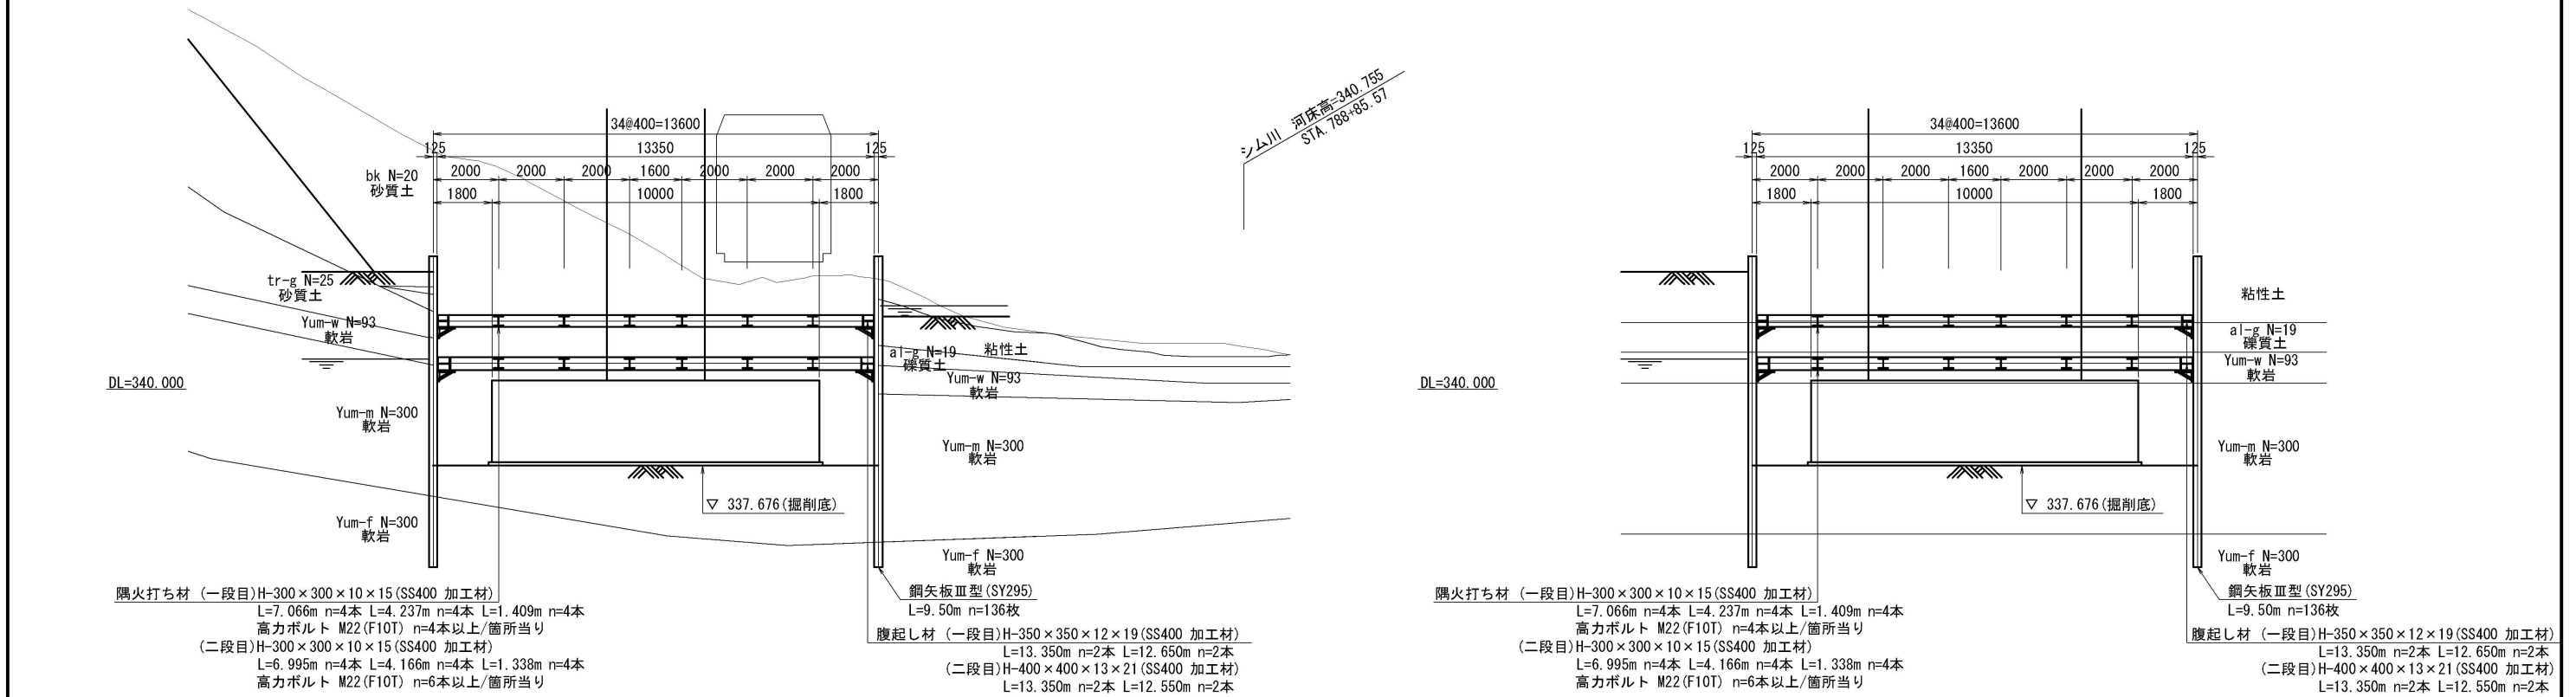 シム川 河床高=340.755
STA.788+85.57
34@400=13600
125 13350 125
2000 2000 2000 1600 2000 2000 2000
1800 10000 1800
bk N=20
砂質土
tr-g N=25
砂質土
Yum-w N=93
軟岩
DL=340.000
Yum-m N=300
軟岩
Yum-f N=300
軟岩
al-g N=19
礫質土
粘性土
Yum-w N=93
軟岩
Yum-m N=300
軟岩
Yum-f N=300
軟岩
▽ 337.676(掘削底)
鋼矢板Ⅲ型(SY295)
L=9.50m n=136枚
隅火打ち材 (一段目)H-300×300×10×15(SS400 加工材)
L=7.066m n=4本 L=4.237m n=4本 L=1.409m n=4本
高力ボルト M22(F10T) n=4本以上/箇所当り
(二段目)H-300×300×10×15(SS400 加工材)
L=6.995m n=4本 L=4.166m n=4本 L=1.338m n=4本
高力ボルト M22(F10T) n=6本以上/箇所当り
腹起し材 (一段目)H-350×350×12×19(SS400 加工材)
L=13.350m n=2本 L=12.650m n=2本
(二段目)H-400×400×13×21(SS400 加工材)
L=13.350m n=2本 L=12.550m n=2本
34@400=13600
125 13350 125
2000 2000 2000 1600 2000 2000 2000
1800 10000 1800
粘性土
al-g N=19
礫質土
Yum-w N=93
軟岩
DL=340.000
Yum-m N=300
軟岩
▽ 337.676(掘削底)
Yum-f N=300
軟岩
鋼矢板Ⅲ型(SY295)
L=9.50m n=136枚
隅火打ち材 (一段目)H-300×300×10×15(SS400 加工材)
L=7.066m n=4本 L=4.237m n=4本 L=1.409m n=4本
高力ボルト M22(F10T) n=4本以上/箇所当り
(二段目)H-300×300×10×15(SS400 加工材)
L=6.995m n=4本 L=4.166m n=4本 L=1.338m n=4本
高力ボルト M22(F10T) n=6本以上/箇所当り
腹起し材 (一段目)H-350×350×12×19(SS400 加工材)
L=13.350m n=2本 L=12.650m n=2本
(二段目)H-400×400×13×21(SS400 加工材)
L=13.350m n=2本 L=12.550m n=2本